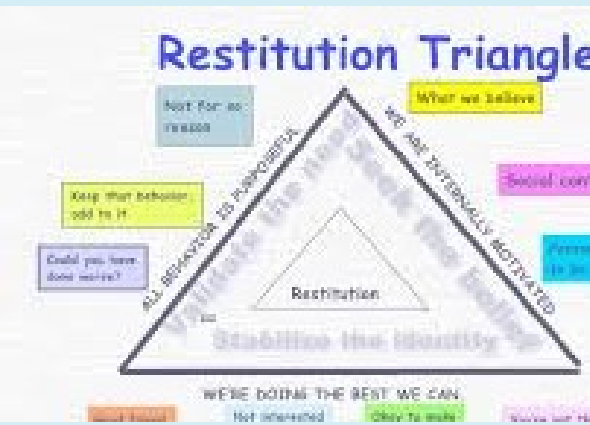 Restitution Triangle
What we believe
Not for no
reason
WE ARE INTERNALLY MOTIVATED
ALL BEHAVIOR IS PURPOSEFUL
Validate the need
Seek the belief
Social con
Keep that behavior,
add to it
Could you have
done worse?
Restitution
Stabilize the identity
WE'RE DOING THE BEST WE CAN
Not interested
Okay to make